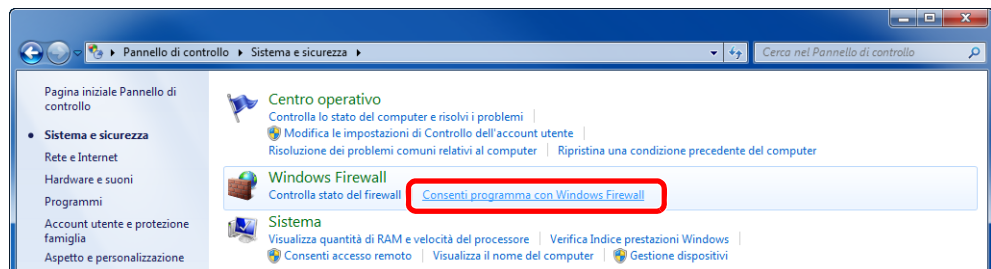 Pannello di controllo Sistema e sicurezza
Cerca nel Pannello di controllo
Pagina iniziale Pannello di
controllo
Sistema e sicurezza
Rete e Internet
Hardware e suoni
Programmi
Account utente e protezione
famiglia
Aspetto e personalizzazione
Centro operativo
Controlla lo stato del computer e risolvi i problemi
Modifica le impostazioni di Controllo dell'account utente
Risoluzione dei problemi comuni relativi al computer Ripristina una condizione precedente del computer
Windows Firewall
Controlla stato del firewall Consenti programma con Windows Firewall
Sistema
Visualizza quantità di RAM e velocità del processore Verifica Indice prestazioni Windows
Consenti accesso remoto Visualizza il nome del computer Gestione dispositivi